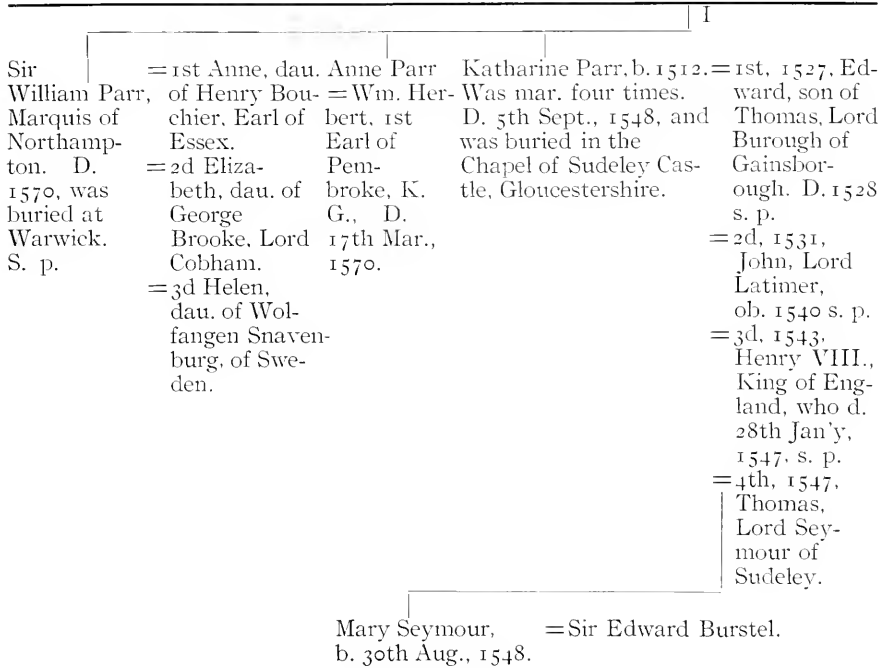 I
Sir
William Parr,
Marquis of
Northamp-
ton. D.
1570, was
buried at
Warwick.
S. p.
=1st Anne, dau.
of Henry Bou-
chier, Earl of
Essex.
=2d Eliza-
beth, dau. of
George
Brooke, Lord
Cobham.
=3d Helen,
dau. of Wol-
fangen Snaven-
burg, of Swe-
den.
Anne Parr
=Wm. Her-
bert, 1st
Earl of
Pem-
broke, K.
G., D.
17th Mar.,
1570.
Katharine Parr, b. 1512.
Was mar. four times.
D. 5th Sept., 1548, and
was buried in the
Chapel of Sudeley Cas-
tle, Gloucestershire.
=1st, 1527, Ed-
ward, son of
Thomas, Lord
Burough of
Gainsbor-
ough. D. 1528
s. p.
=2d, 1531,
John, Lord
Latimer,
ob. 1540 s. p.
=3d, 1543,
Henry VIII.,
King of Eng-
land, who d.
28th Jan'y,
1547, s. p.
=4th, 1547,
Thomas,
Lord Sey-
mour of
Sudeley.
Mary Seymour,
b. 30th Aug., 1548.
=Sir Edward Burstel.